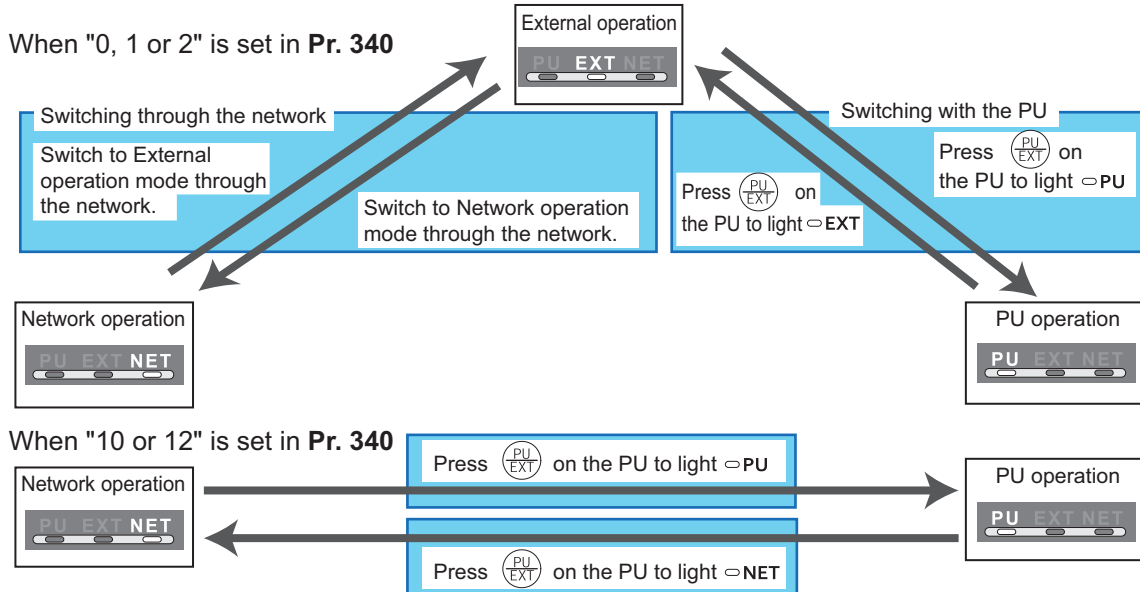 When "0, 1 or 2" is set in Pr. 340
External operation
PU EXT NET
Switching through the network
Switch to External
operation mode through
the network.
Switch to Network operation
mode through the network.
Switching with the PU
Press PU/EXT on
the PU to light PU
Press PU/EXT on
the PU to light EXT
Network operation
PU EXT NET
PU operation
PU EXT NET
When "10 or 12" is set in Pr. 340
Network operation
PU EXT NET
Press PU/EXT on the PU to light PU
Press PU/EXT on the PU to light NET
PU operation
PU EXT NET